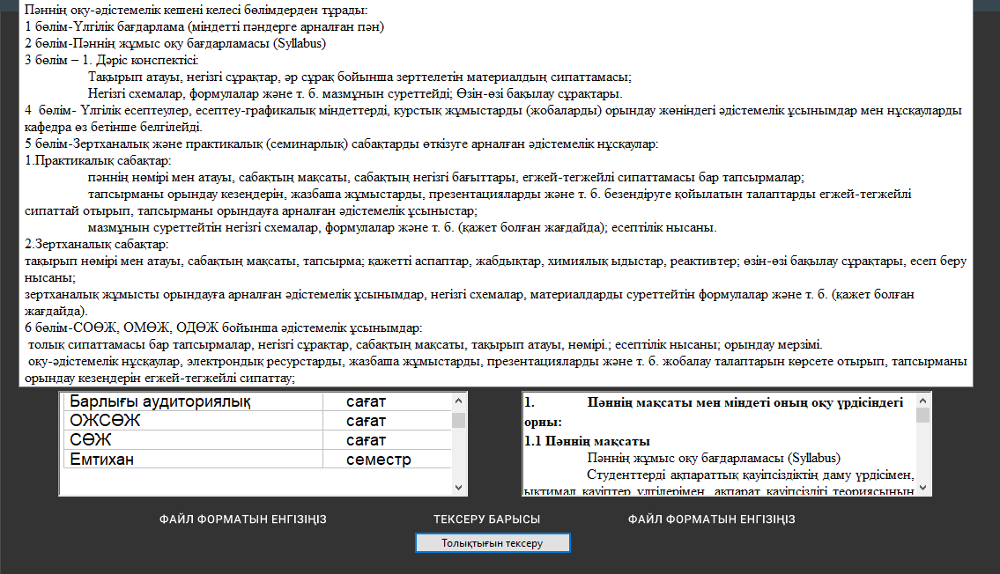 Пәннің оқу-әдістемелік кешені келесі бөлімдерден тұрады:
1 бөлім-Үлгілік бағдарлама (міндетті пәндерге арналған пән)
2 бөлім-Пәннің жұмыс оқу бағдарламасы (Syllabus)
3 бөлім – 1. Дәріс конспектісі:
Тақырып атауы, негізгі сұрақтар, әр сұрақ бойынша зерттелетін материалдың сипаттамасы;
Негізгі схемалар, формулалар және т. б. мазмұнын суреттейді; Өзін-өзі бақылау сұрақтары.
4 бөлім- Үлгілік есептеулер, есептеу-графикалық міндеттерді, курстық жұмыстарды (жобаларды) орындау жөніндегі әдістемелік ұсынымдар мен нұсқауларды
кафедра өз бетінше белгілейді.
5 бөлім-Зертханалық және практикалық (семинарлық) сабақтарды өткізуге арналған әдістемелік нұсқаулар:
1.Практикалық сабақтар:
пәннің нөмірі мен атауы, сабақтың мақсаты, сабақтың негізгі бағыттары, егжей-тегжейлі сипаттамасы бар тапсырмалар;
тапсырманы орындау кезеңдерін, жазбаша жұмыстарды, презентацияларды және т. б. безендіруге қойылатын талаптарды егжей-тегжейлі
сипаттай отырып, тапсырманы орындауға арналған әдістемелік ұсыныстар;
мазмұнын суреттейтін негізгі схемалар, формулалар және т. б. (қажет болған жағдайда); есептілік нысаны.
2.Зертханалық сабақтар:
тақырып нөмірі мен атауы, сабақтың мақсаты, тапсырма; қажетті аспаптар, жабдықтар, химиялық ыдыстар, реактивтер; өзін-өзі бақылау сұрақтары, есеп беру
нысаны;
зертханалық жұмысты орындауға арналған әдістемелік ұсынымдар, негізгі схемалар, материалдарды суреттейтін формулалар және т. б. (қажет болған
жағдайда).
6 бөлім-СОӨЖ, ОМӨЖ, ОДӨЖ бойынша әдістемелік ұсынымдар:
толық сипаттамасы бар тапсырмалар, негізгі сұрақтар, сабақтың мақсаты, тақырып атауы, нөмірі.; есептілік нысаны; орындау мерзімі.
оқу-әдістемелік нұсқаулар, электрондық ресурстарды, жазбаша жұмыстарды, презентацияларды және т. б. жобалау талаптарын көрсете отырып, тапсырманы
орындау кезеңдерін егжей-тегжейлі сипаттау;
Барлығы аудиториялық сағат
ОЖСӨЖ сағат
СӨЖ сағат
Емтихан семестр
1. Пәннің мақсаты мен міндеті оның оқу үрдісіндегі
орны:
1.1 Пәннің мақсаты
Пәннің жұмыс оқу бағдарламасы (Syllabus)
Студенттерді ақпараттық қауіпсіздіктің даму үрдісімен,
ықтимал қауіптер үлгілерімен, ақпарат қауіпсіздігі теориясының
ФАЙЛ ФОРМАТЫН ЕНГІЗІҢІЗ
ТЕКСЕРУ БАРЫСЫ
ФАЙЛ ФОРМАТЫН ЕНГІЗІҢІЗ
Толықтығын тексеру